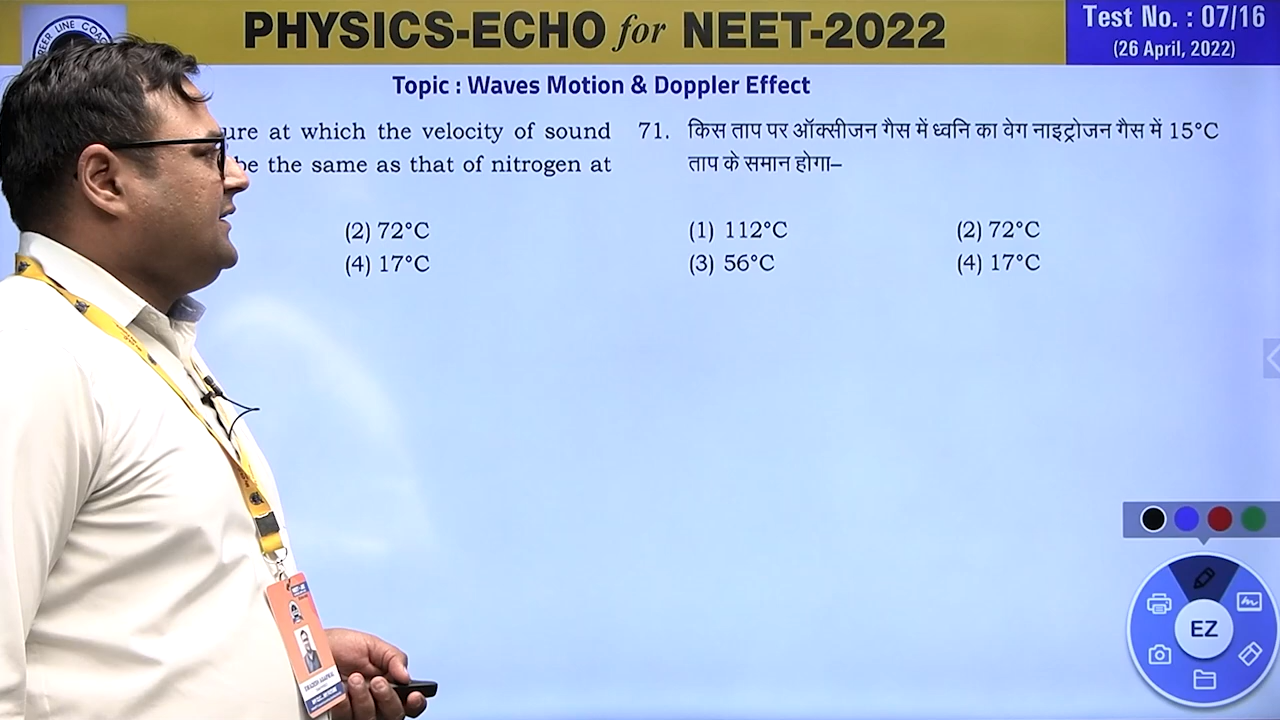 PHYSICS-ECHO for NEET-2022
Test No. : 07/16
(26 April, 2022)
Topic : Waves Motion & Doppler Effect
at which the velocity of sound
be the same as that of nitrogen at
(2) 72°C
(4) 17°C
71. किस ताप पर ऑक्सीजन गैस में ध्वनि का वेग नाइट्रोजन गैस में 15°C
ताप के समान होगा–
(1) 112°C (2) 72°C
(3) 56°C (4) 17°C
EZ